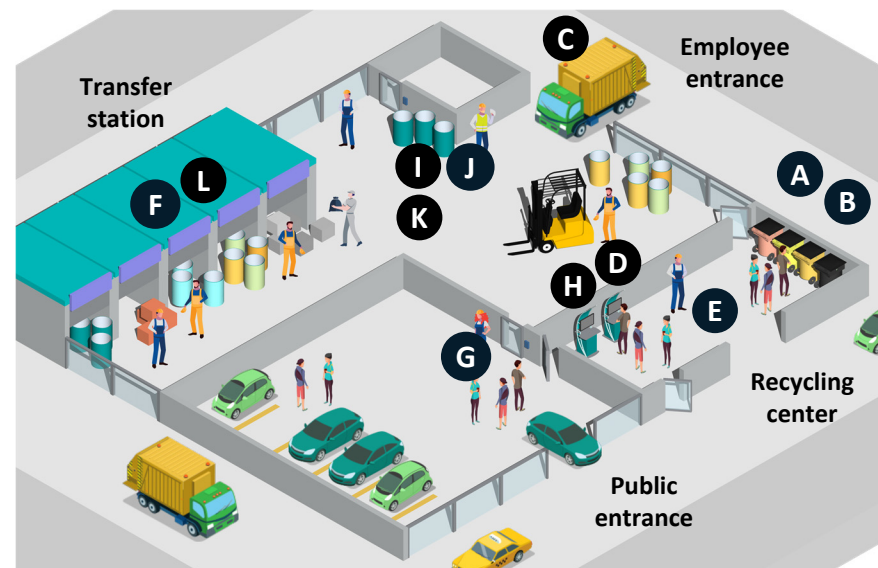 C
Employee
entrance
Transfer
station
A
I
J
L
F
B
K
D
H
E
G
Recycling
center
Public
entrance